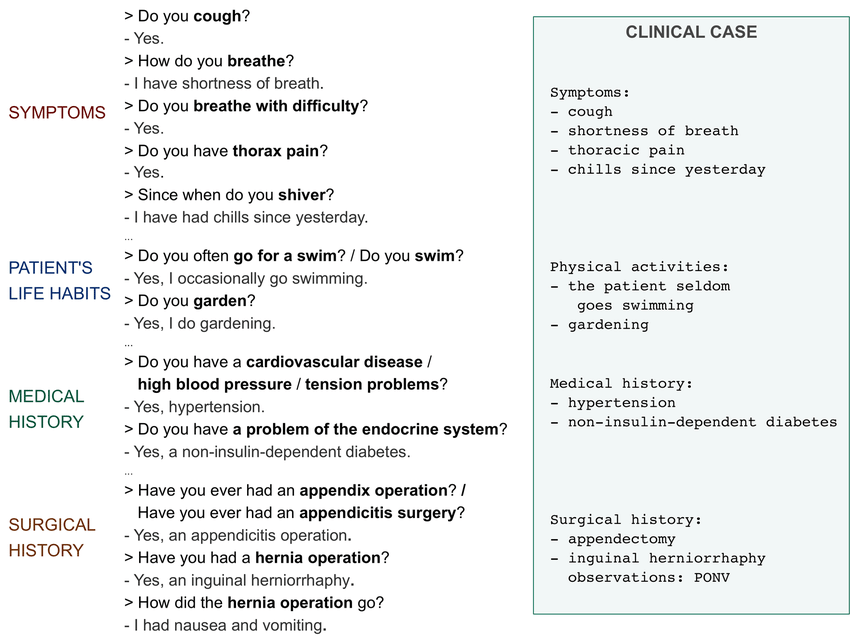 SYMPTOMS
> Do you cough?
- Yes.
> How do you breathe?
- I have shortness of breath.
> Do you breathe with difficulty?
- Yes.
> Do you have thorax pain?
- Yes.
> Since when do you shiver?
- I have had chills since yesterday.
...
PATIENT'S
LIFE HABITS
> Do you often go for a swim? / Do you swim?
- Yes, I occasionally go swimming.
> Do you garden?
- Yes, I do gardening.
...
MEDICAL
HISTORY
> Do you have a cardiovascular disease /
high blood pressure / tension problems?
- Yes, hypertension.
> Do you have a problem of the endocrine system?
- Yes, a non-insulin-dependent diabetes.
...
SURGICAL
HISTORY
> Have you ever had an appendix operation? /
Have you ever had an appendicitis surgery?
- Yes, an appendicitis operation.
> Have you had a hernia operation?
- Yes, an inguinal herniorrhaphy.
> How did the hernia operation go?
- I had nausea and vomiting.
CLINICAL CASE
Symptoms:
- cough
- shortness of breath
- thoracic pain
- chills since yesterday
Physical activities:
- the patient seldom
goes swimming
- gardening
Medical history:
- hypertension
- non-insulin-dependent diabetes
Surgical history:
- appendectomy
- inguinal herniorrhaphy
observations: PONV